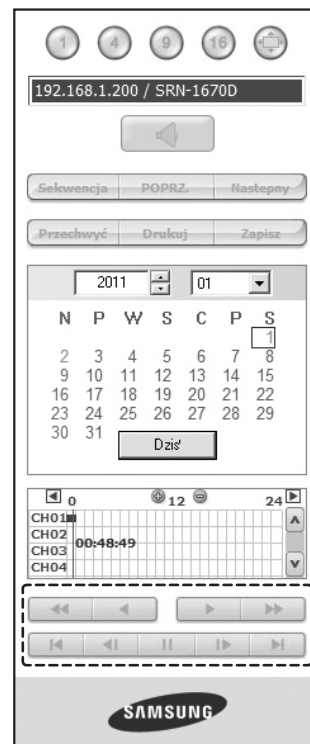 1 4 9 16
192.168.1.200 / SRN-1670D
Sekwencja POPRZ. Nastepny
Przechwyć Drukuj Zapisz
2011 01
N P W S C P S
1
2 3 4 5 6 7 8
9 10 11 12 13 14 15
16 17 18 19 20 21 22
23 24 25 26 27 28 29
30 31
Dzis'
0 12 24
CH01
CH02
00:48:49
CH03
CH04
SAMSUNG